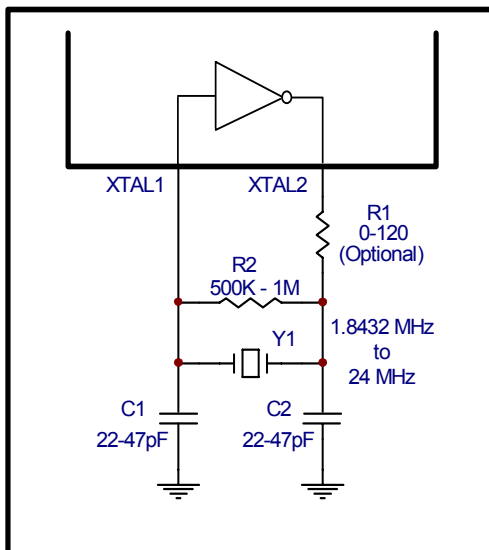 XTAL1
XTAL2
R1
0-120
(Optional)
R2
500K - 1M
Y1
1.8432 MHz
to
24 MHz
C1
22-47pF
C2
22-47pF